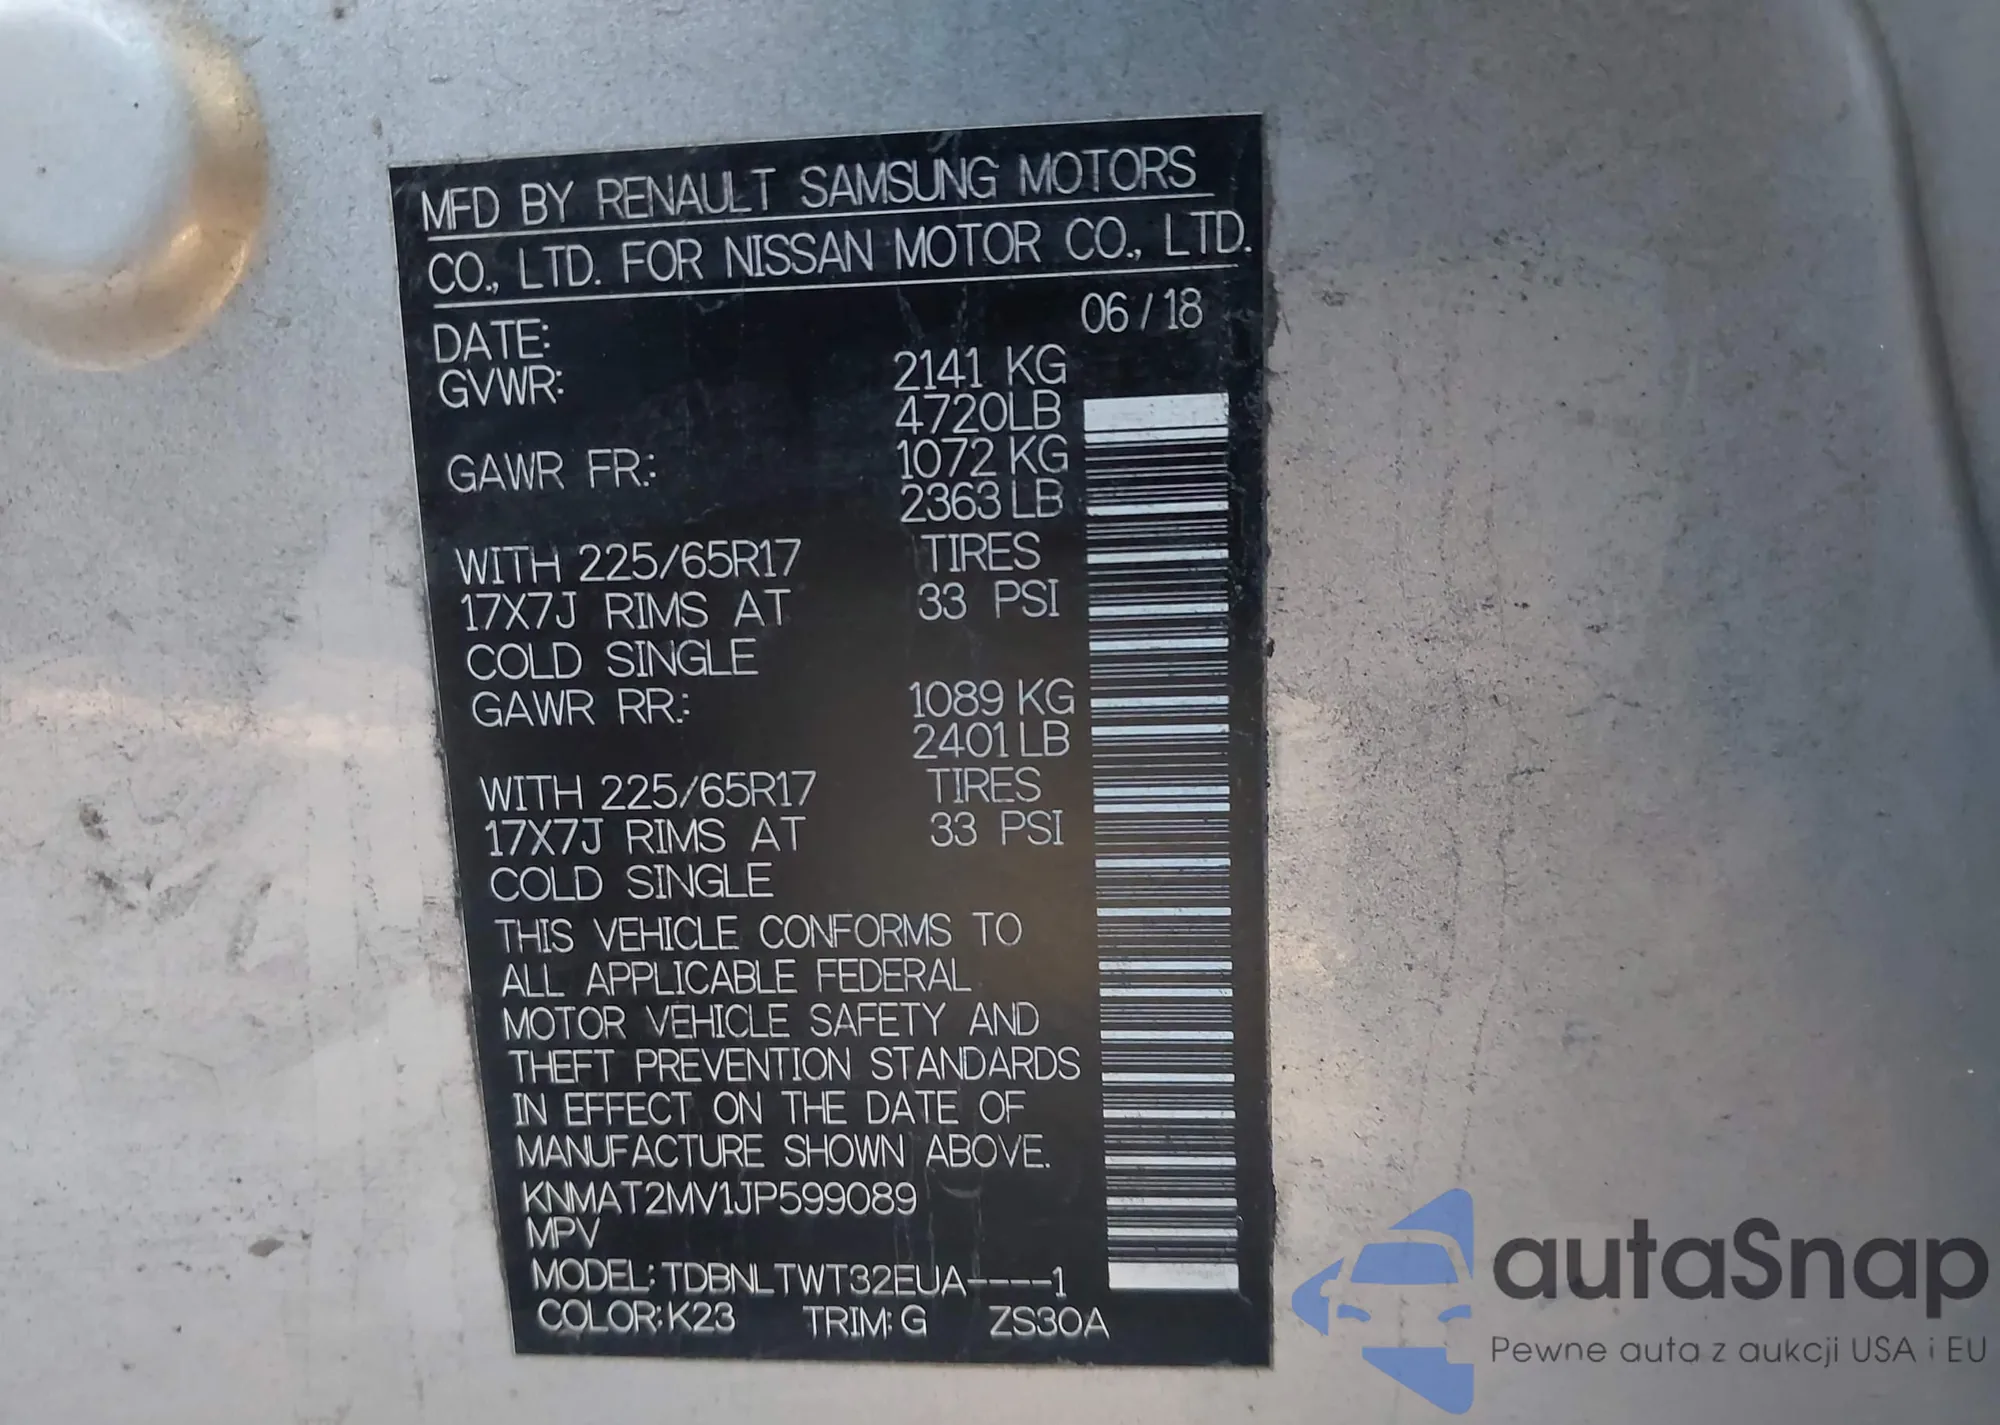 MFD BY RENAULT SAMSUNG MOTORS
CO., LTD. FOR NISSAN MOTOR CO., LTD.
DATE: 06 / 18
GVWR: 2141 KG
4720LB
GAWR FR.: 1072 KG
2363 LB
WITH 225/65R17 TIRES
17X7J RIMS AT 33 PSI
COLD SINGLE
GAWR RR.: 1089 KG
2401 LB
WITH 225/65R17 TIRES
17X7J RIMS AT 33 PSI
COLD SINGLE
THIS VEHICLE CONFORMS TO
ALL APPLICABLE FEDERAL
MOTOR VEHICLE SAFETY AND
THEFT PREVENTION STANDARDS
IN EFFECT ON THE DATE OF
MANUFACTURE SHOWN ABOVE.
KNMAT2MV1JP599089
MPV
MODEL: TDBNLTWT32EUA----1
COLOR: K23 TRIM: G ZS30A
autaSnap
Pewne auta z aukcji USA i EU